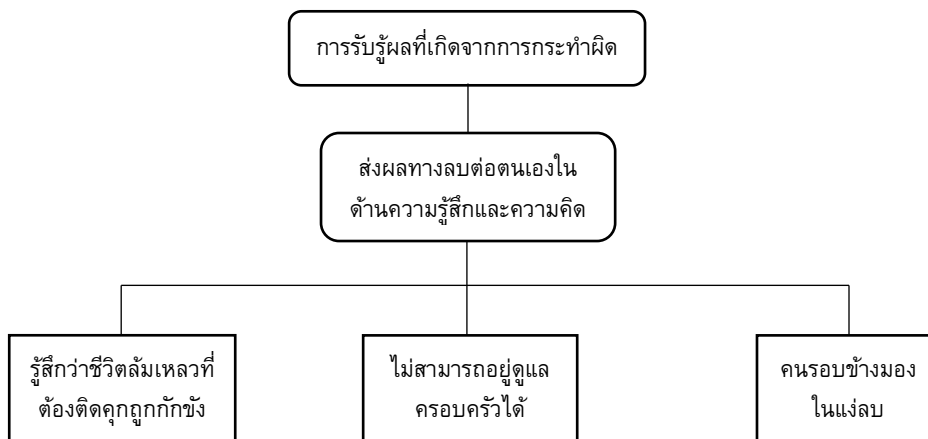 การรับรู้ผลที่เกิดจากการกระทำผิด
ส่งผลทางลบต่อตนเองใน
ด้านความรู้สึกและความคิด
รู้สึกว่าชีวิตล้มเหลวที่
ต้องติดคุกถูกกักขัง
ไม่สามารถอยู่ดูแล
ครอบครัวได้
คนรอบข้างมอง
ในแง่ลบ